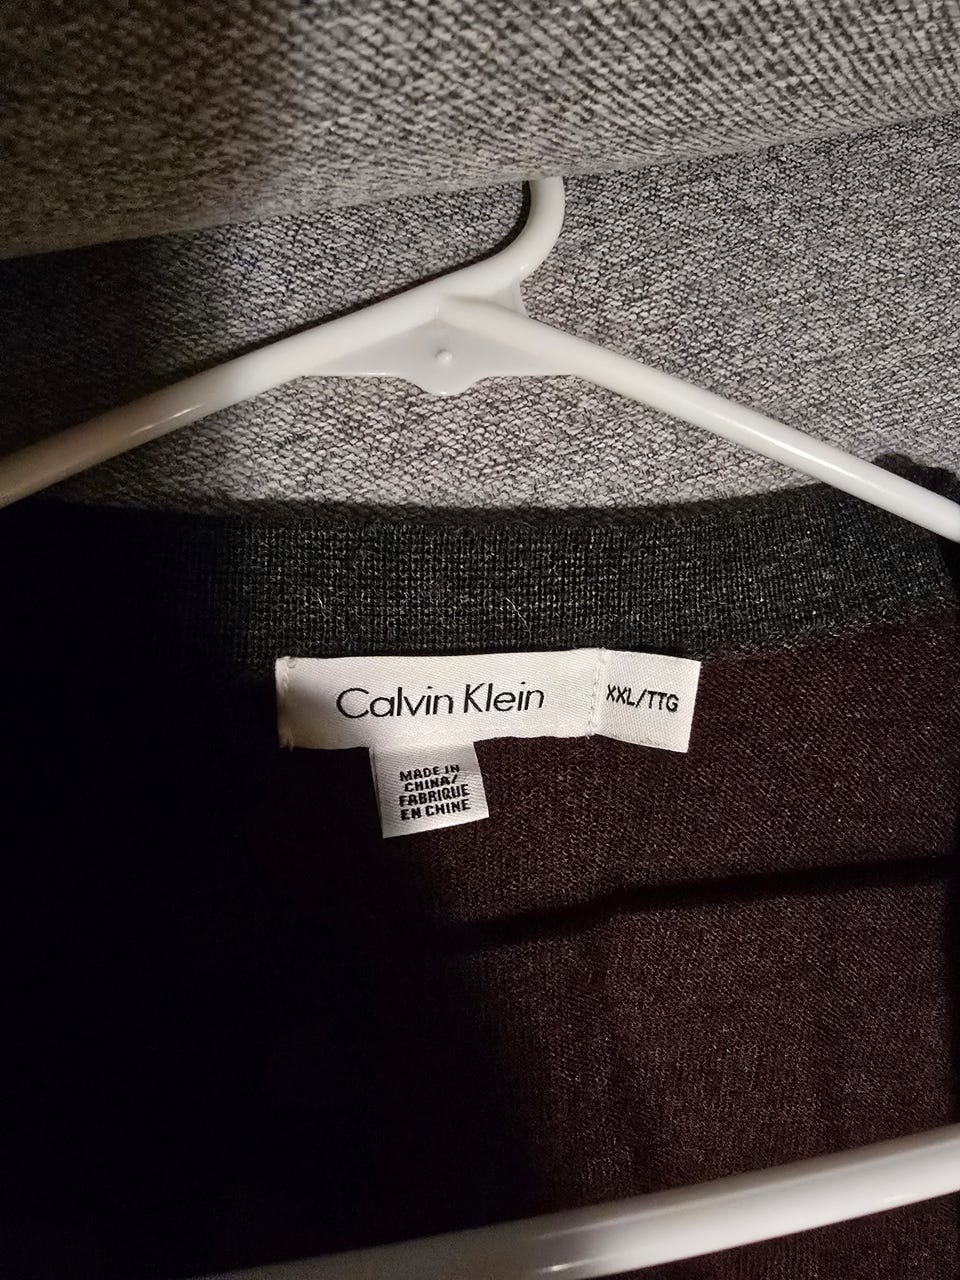 Calvin Klein
XXL/TTG
MADE IN
CHINA/
FABRIQUE
EN CHINE